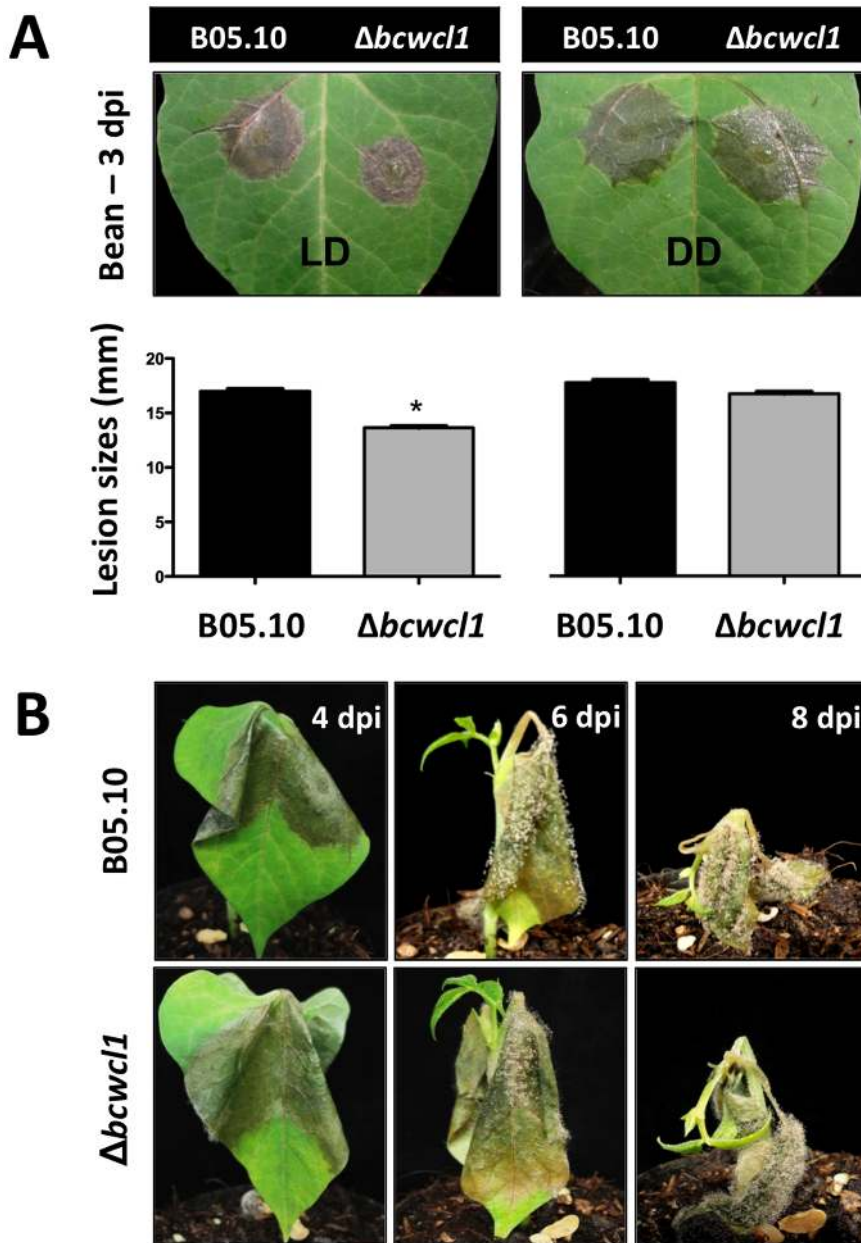 A
B05.10 Δbcwcl1 B05.10 Δbcwcl1
Bean – 3 dpi
LD DD
Lesion sizes (mm)
20
15
10
5
0
*
B05.10 Δbcwcl1 B05.10 Δbcwcl1
B
4 dpi 6 dpi 8 dpi
B05.10
Δbcwcl1